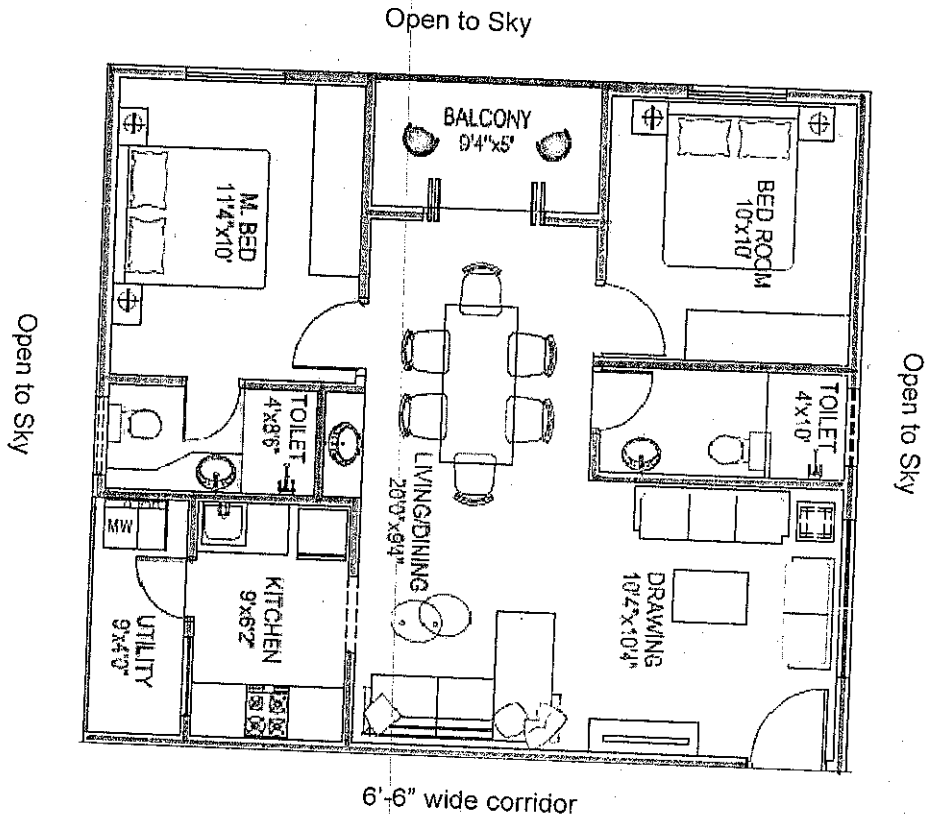 Open to Sky
BALCONY
9'4"x5'
M. BED
11'4"x10'
BED ROOM
10'x10'
Open to Sky
Open to Sky
TOILET
4'x8'6"
TOILET
4'x10'
LIVING/DINING
20'0"x9'4"
DRAWING
10'4"x10'4"
MW
KITCHEN
9'x6'2"
UTILITY
9'x4'0"
6'-6" wide corridor